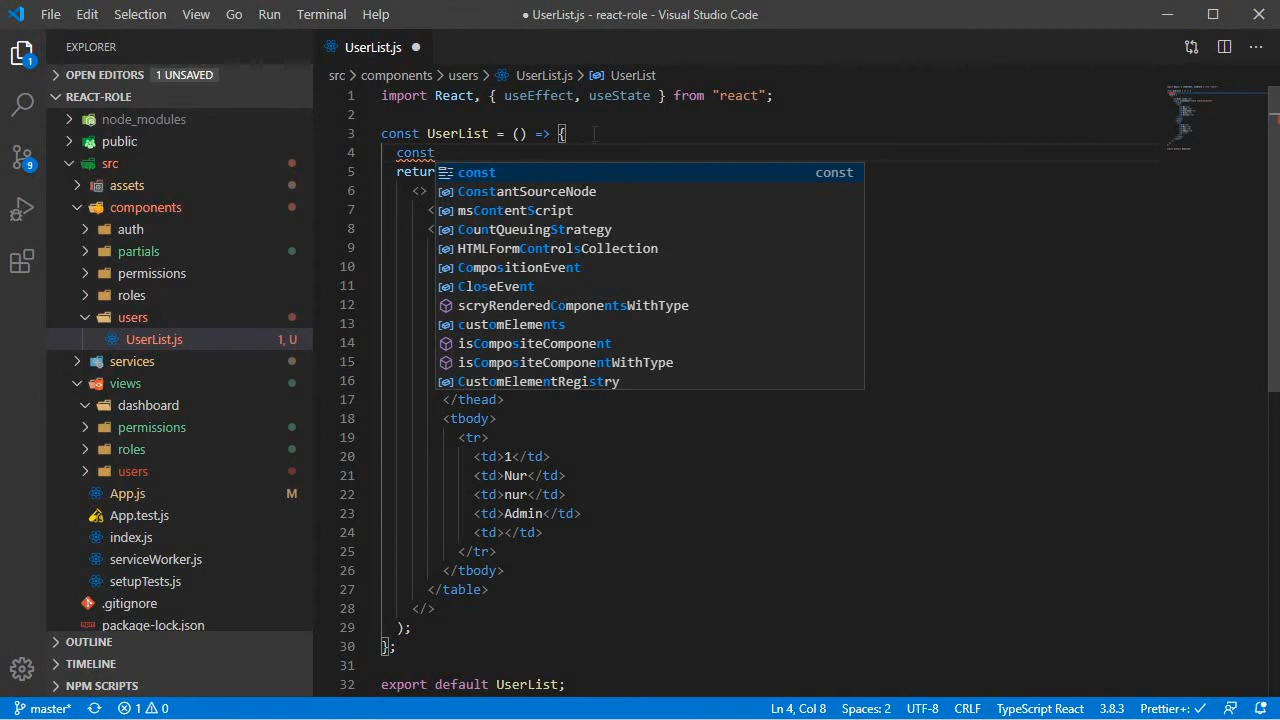 File Edit Selection View Go Run Terminal Help
● UserList.js - react-role - Visual Studio Code
EXPLORER
OPEN EDITORS 1 UNSAVED
REACT-ROLE
node_modules
public
src
assets
components
auth
partials
permissions
roles
users
UserList.js 1, U
services
views
dashboard
permissions
roles
users
App.js M
App.test.js
index.js
serviceWorker.js
setupTests.js
.gitignore
package-lock.json
OUTLINE
TIMELINE
NPM SCRIPTS
1
9
UserList.js
src > components > users > UserList.js > UserList
1 import React, { useEffect, useState } from "react";
2
3 const UserList = () => {
4 const
5 retur
6 <>
7 <
8 <
9
10
11
12
13
14
15
16
17 </thead>
18 <tbody>
19 <tr>
20 <td>1</td>
21 <td>Nur</td>
22 <td>nur</td>
23 <td>Admin</td>
24 <td></td>
25 </tr>
26 </tbody>
27 </table>
28 </>
29 );
30 };
31
32 export default UserList;
const const
ConstantSourceNode
msContentScript
CountQueuingStrategy
HTMLFormControlsCollection
CompositionEvent
CloseEvent
scryRenderedComponentsWithType
customElements
isCompositeComponent
isCompositeComponentWithType
CustomElementRegistry
master* 1 0 Ln 4, Col 8 Spaces: 2 UTF-8 CRLF TypeScript React 3.8.3 Prettier+: ✓